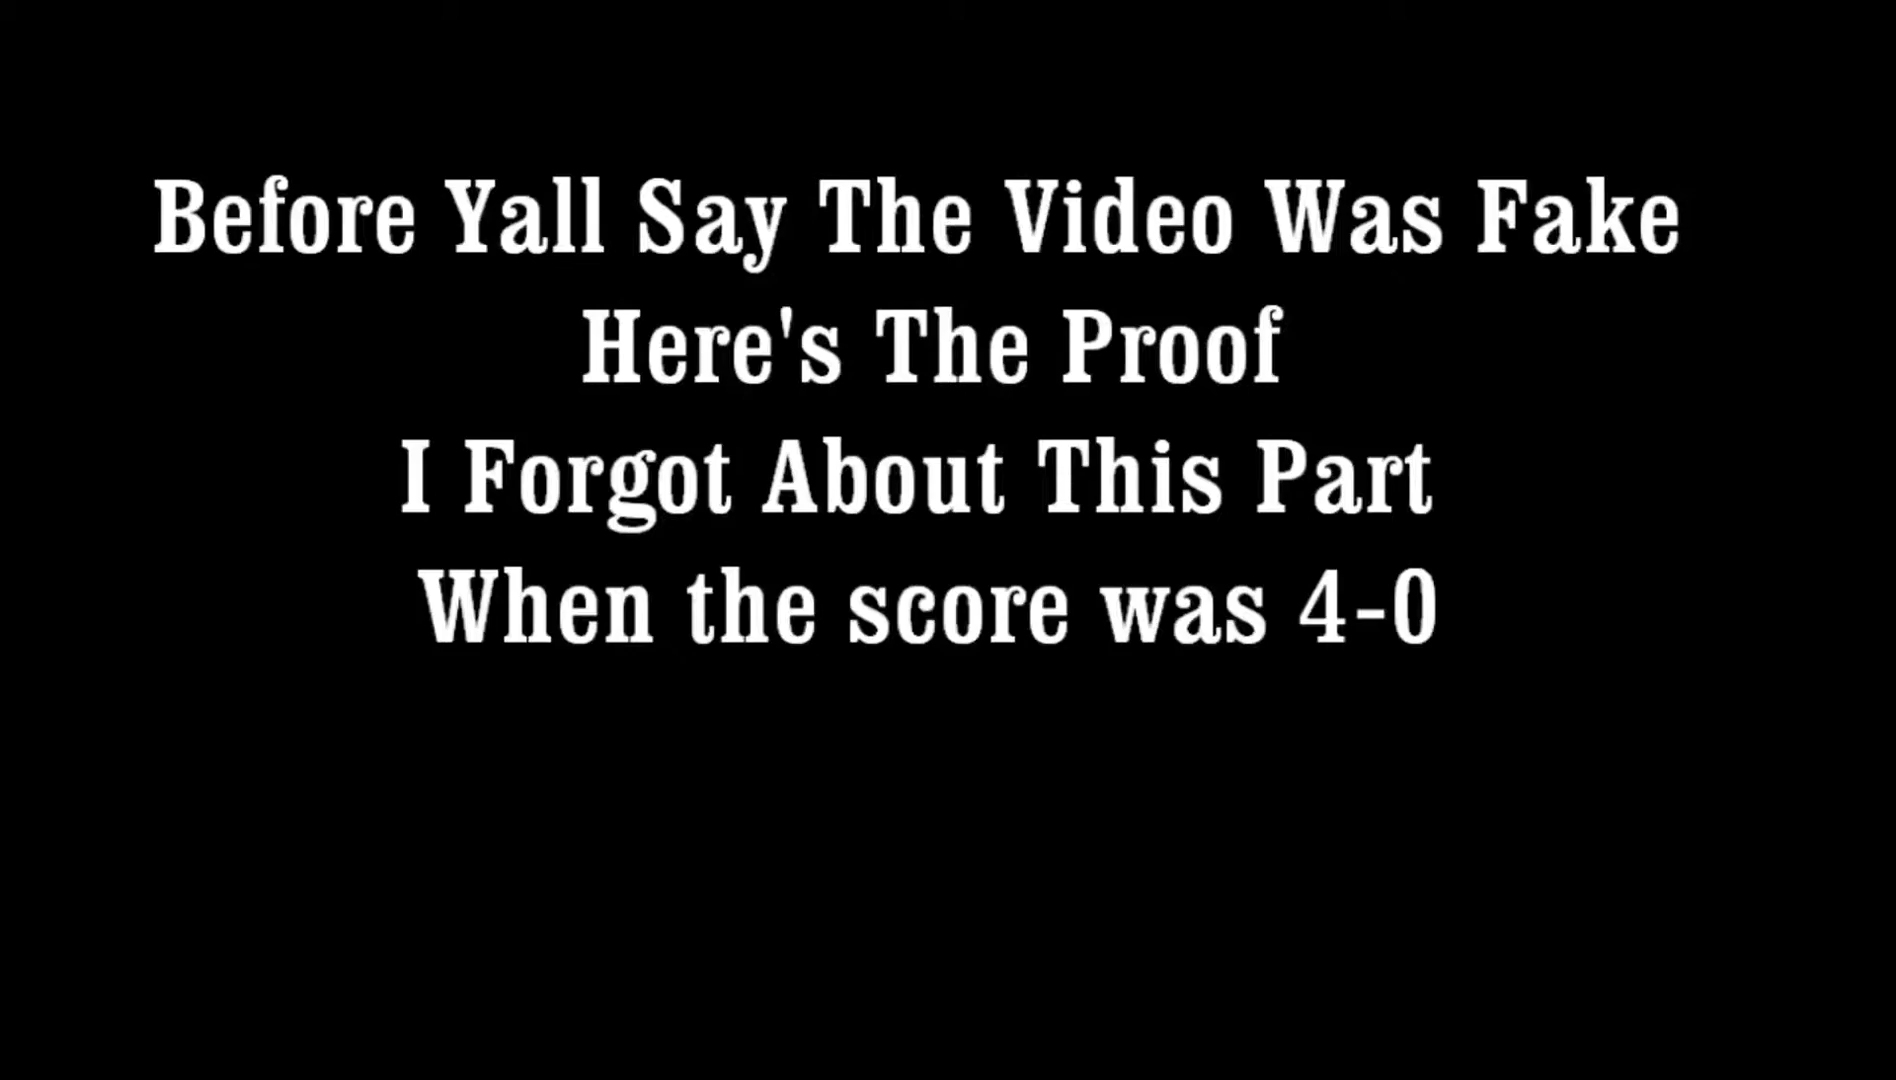 Before Yall Say The Video Was Fake
Here's The Proof
I Forgot About This Part
When the score was 4-0